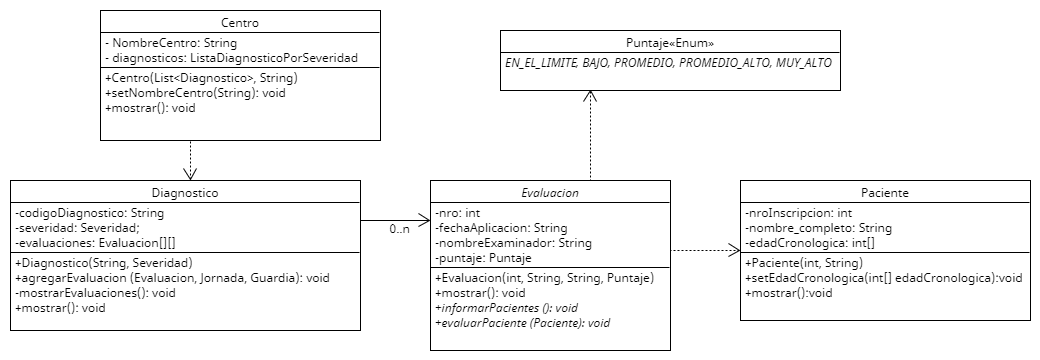 Centro
- NombreCentro: String
- diagnosticos: ListaDiagnosticoPorSeveridad
+Centro(List<Diagnostico>, String)
+setNombreCentro(String): void
+mostrar(): void
Puntaje«Enum»
EN_EL_LIMITE, BAJO, PROMEDIO, PROMEDIO_ALTO, MUY_ALTO
Diagnostico
-codigoDiagnostico: String
-severidad: Severidad;
-evaluaciones: Evaluacion[][]
+Diagnostico(String, Severidad)
+agregarEvaluacion (Evaluacion, Jornada, Guardia): void
-mostrarEvaluaciones(): void
+mostrar(): void
0..n
Evaluacion
-nro: int
-fechaAplicacion: String
-nombreExaminador: String
-puntaje: Puntaje
+Evaluacion(int, String, String, Puntaje)
+mostrar(): void
+informarPacientes (): void
+evaluarPaciente (Paciente): void
Paciente
-nroInscripcion: int
-nombre_completo: String
-edadCronologica: int[]
+Paciente(int, String)
+setEdadCronologica(int[] edadCronologica):void
+mostrar():void